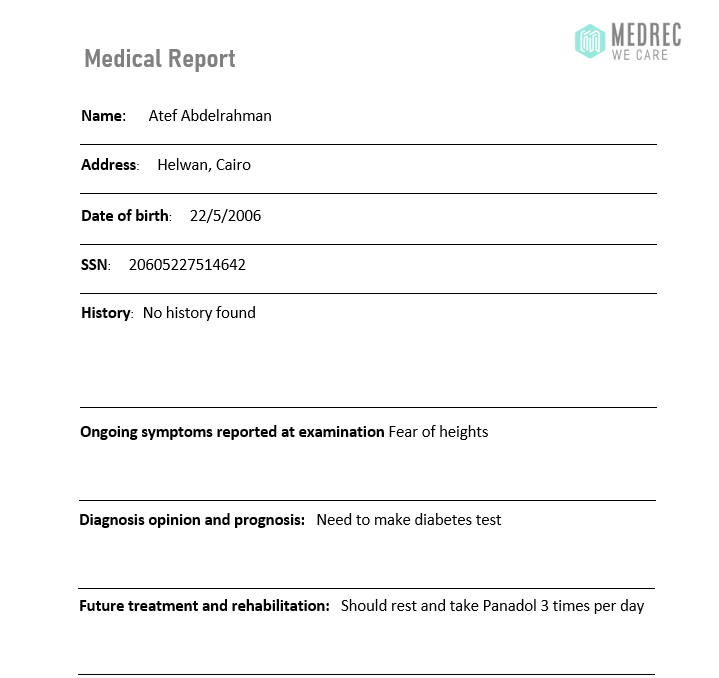 MEDREC
WE CARE
Medical Report
Name: Atef Abdelrahman
Address: Helwan, Cairo
Date of birth: 22/5/2006
SSN: 20605227514642
History: No history found
Ongoing symptoms reported at examination Fear of heights
Diagnosis opinion and prognosis: Need to make diabetes test
Future treatment and rehabilitation: Should rest and take Panadol 3 times per day